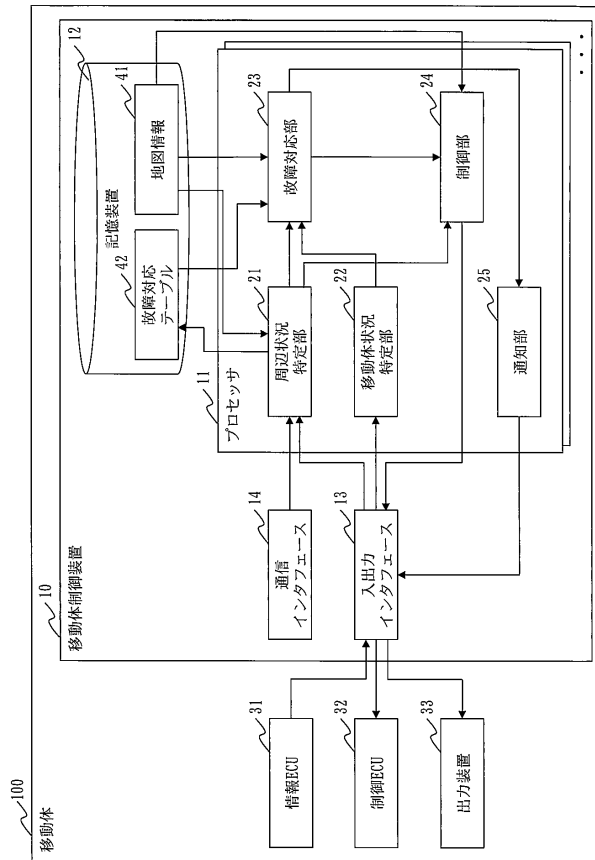 100
移動体
10
移動体制御装置
12
記憶装置
42
故障対応
テーブル
41
地図情報
11
プロセッサ
14
通信
インタフェース
21
周辺状況
特定部
23
故障対応部
31
情報ECU
13
入出力
インタフェース
22
移動体状況
特定部
24
制御部
32
制御ECU
33
出力装置
25
通知部